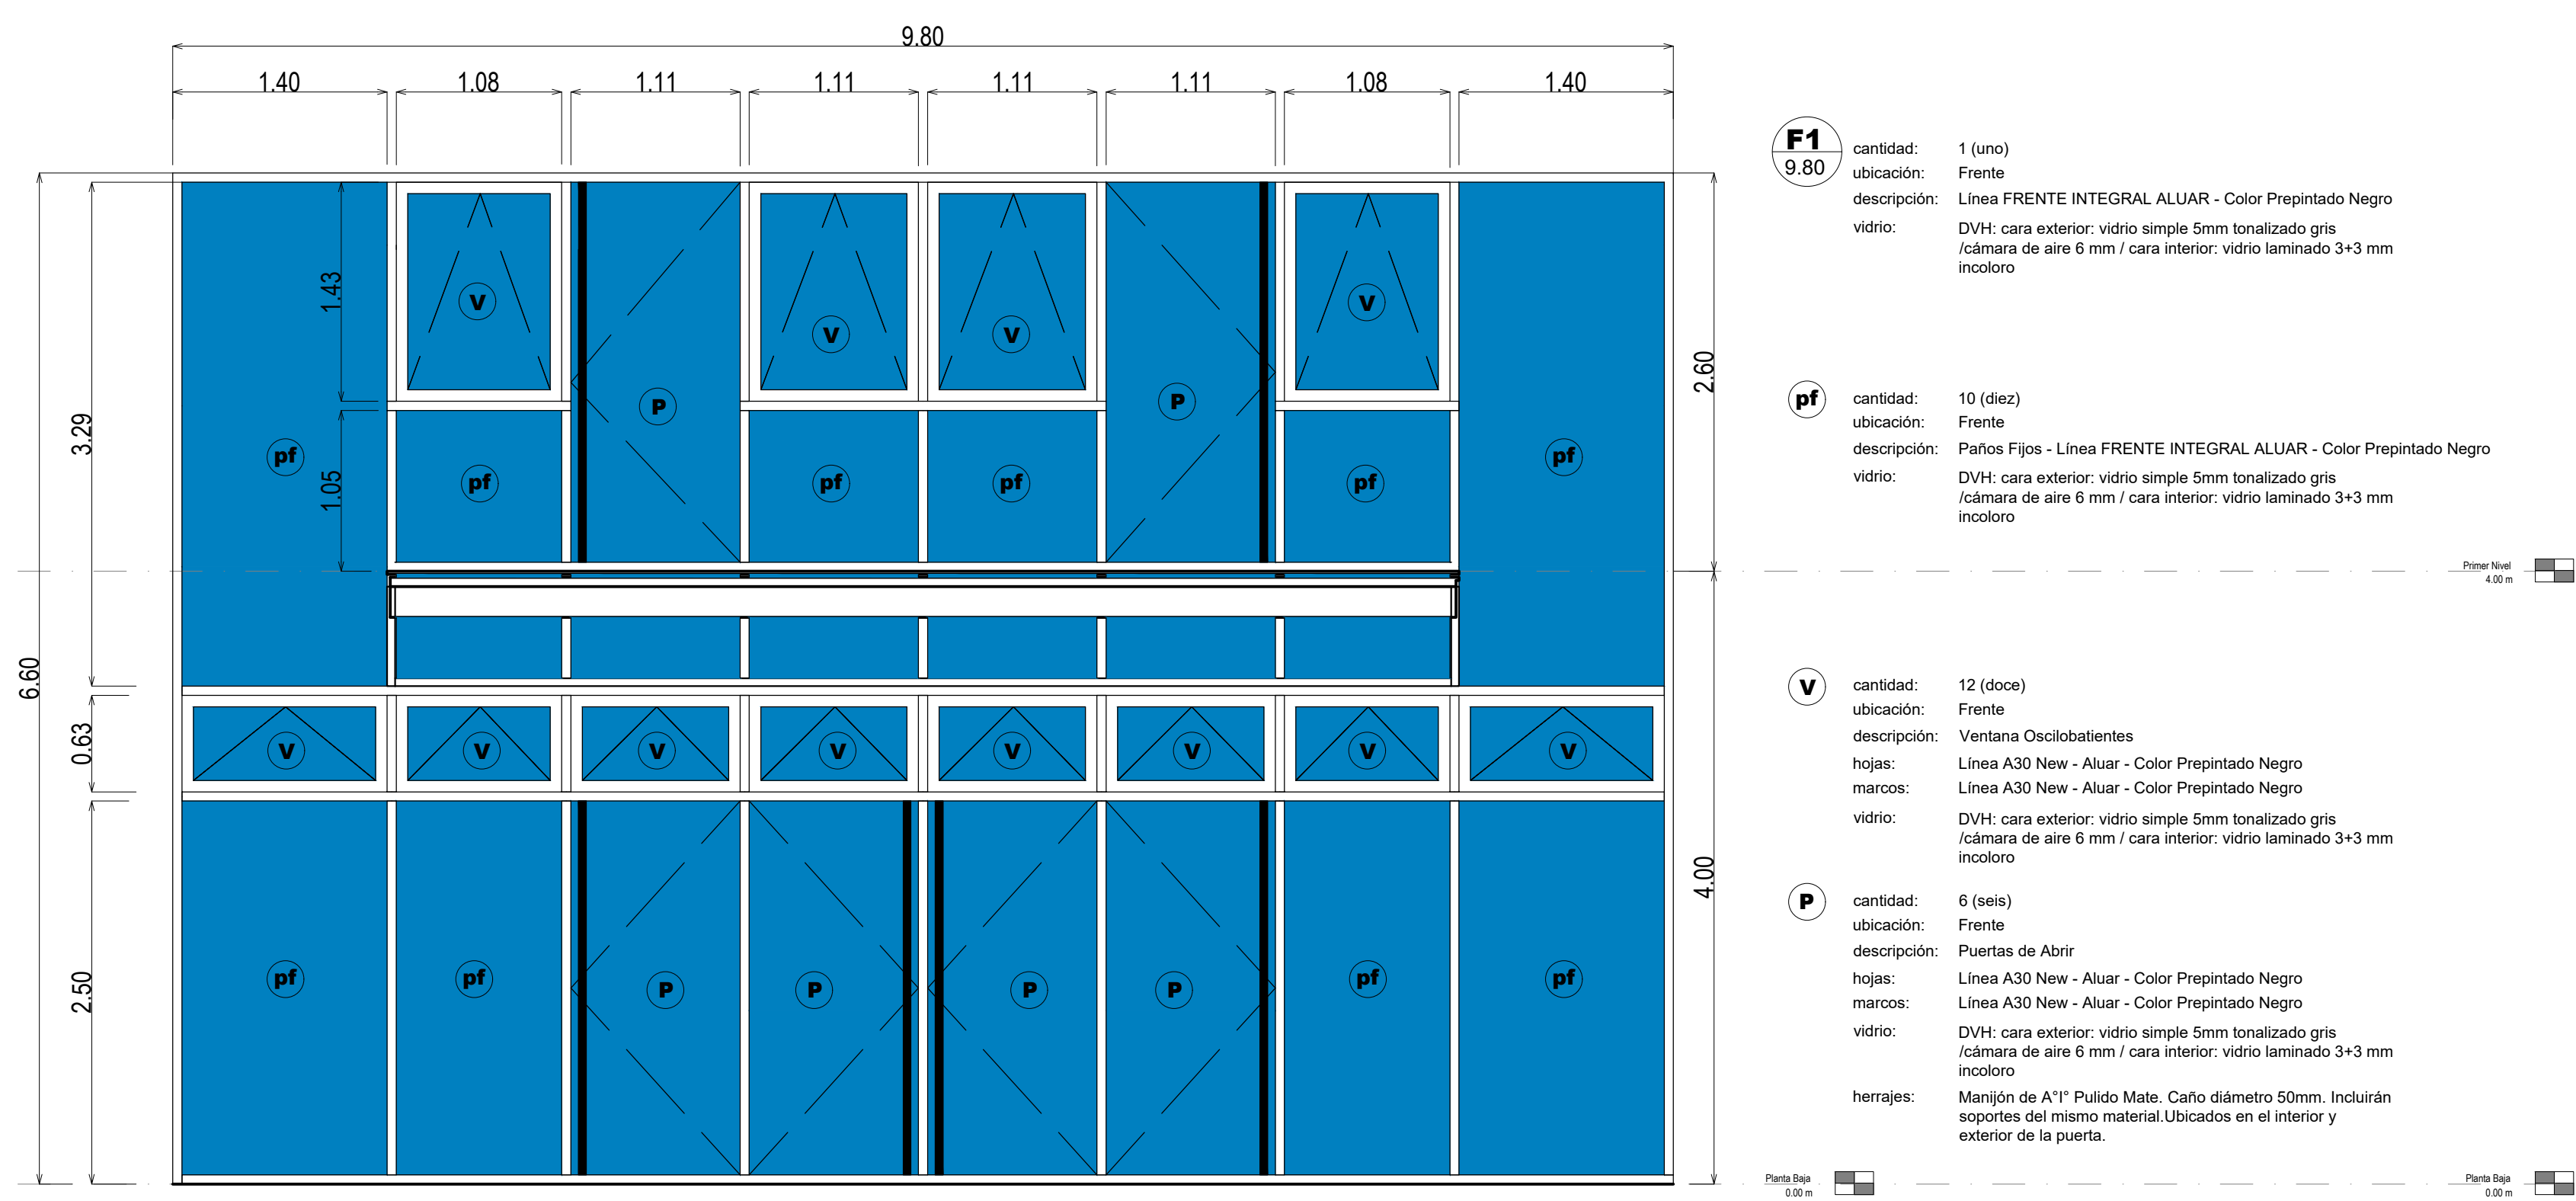 9.80
1.40 1.08 1.11 1.11 1.11 1.11 1.08 1.40
6.60
3.29
0.63
2.50
1.43
1.05
2.60
4.00
V V V V
P P
pf pf pf pf pf pf
V V V V V V V V
pf pf P P P P pf pf
F1
9.80
cantidad: 1 (uno)
ubicación: Frente
descripción: Línea FRENTE INTEGRAL ALUAR - Color Prepintado Negro
vidrio: DVH: cara exterior: vidrio simple 5mm tonalizado gris
/cámara de aire 6 mm / cara interior: vidrio laminado 3+3 mm
incoloro
pf
cantidad: 10 (diez)
ubicación: Frente
descripción: Paños Fijos - Línea FRENTE INTEGRAL ALUAR - Color Prepintado Negro
vidrio: DVH: cara exterior: vidrio simple 5mm tonalizado gris
/cámara de aire 6 mm / cara interior: vidrio laminado 3+3 mm
incoloro
Primer Nivel
4.00 m
V
cantidad: 12 (doce)
ubicación: Frente
descripción: Ventana Oscilobatientes
hojas: Línea A30 New - Aluar - Color Prepintado Negro
marcos: Línea A30 New - Aluar - Color Prepintado Negro
vidrio: DVH: cara exterior: vidrio simple 5mm tonalizado gris
/cámara de aire 6 mm / cara interior: vidrio laminado 3+3 mm
incoloro
P
cantidad: 6 (seis)
ubicación: Frente
descripción: Puertas de Abrir
hojas: Línea A30 New - Aluar - Color Prepintado Negro
marcos: Línea A30 New - Aluar - Color Prepintado Negro
vidrio: DVH: cara exterior: vidrio simple 5mm tonalizado gris
/cámara de aire 6 mm / cara interior: vidrio laminado 3+3 mm
incoloro
herrajes: Manijón de A°I° Pulido Mate. Caño diámetro 50mm. Incluirán
soportes del mismo material.Ubicados en el interior y
exterior de la puerta.
Planta Baja
0.00 m
Planta Baja
0.00 m